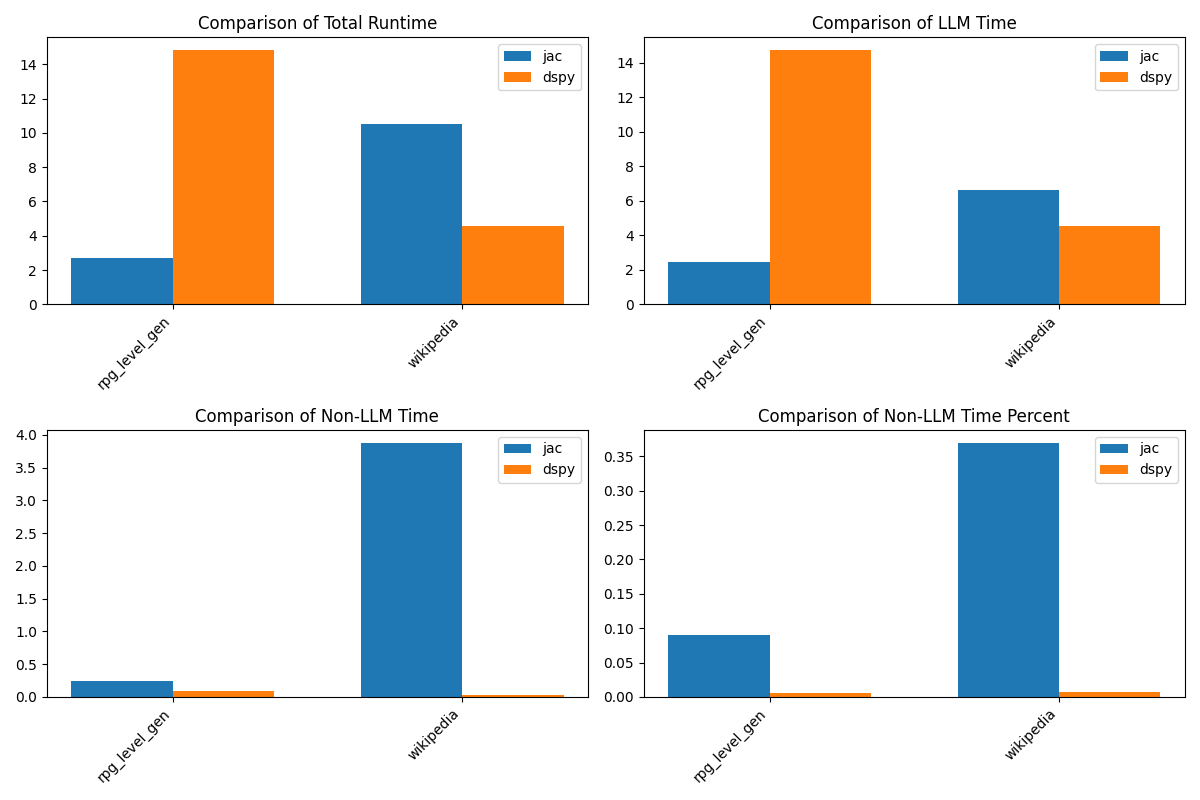 Comparison of Total Runtime
14
12
10
8
6
4
2
0
jac
dspy
rpg_level_gen
wikipedia
Comparison of LLM Time
14
12
10
8
6
4
2
0
jac
dspy
rpg_level_gen
wikipedia
Comparison of Non-LLM Time
4.0
3.5
3.0
2.5
2.0
1.5
1.0
0.5
0.0
jac
dspy
rpg_level_gen
wikipedia
Comparison of Non-LLM Time Percent
0.35
0.30
0.25
0.20
0.15
0.10
0.05
0.00
jac
dspy
rpg_level_gen
wikipedia